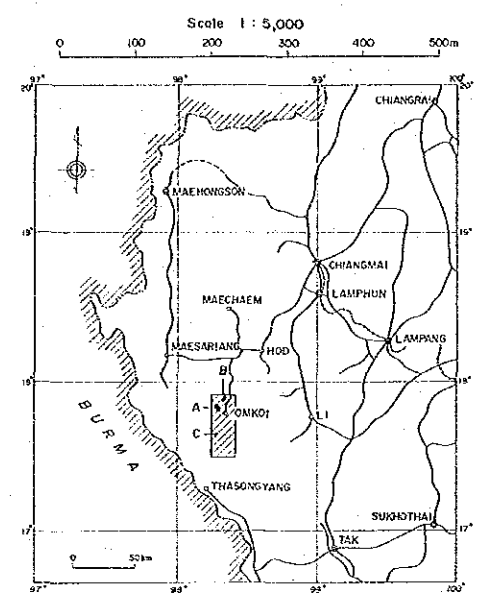 Scale 1 : 5,000
0 100 200 300 400 500m
97° 98° 99° 100°
20° 20°
CHIANGRAI
MAEHONGSON
19° 19°
CHIANGMAI
MAECHAEM
LAMPHUN
MAESARIANG
HOD
LAMPANG
B
18° 18°
A
OMKOI
C
LI
BURMA
THASONGYANG
SUKHOTHAI
17° 17°
TAK
0 50km
97° 98° 99° 100°